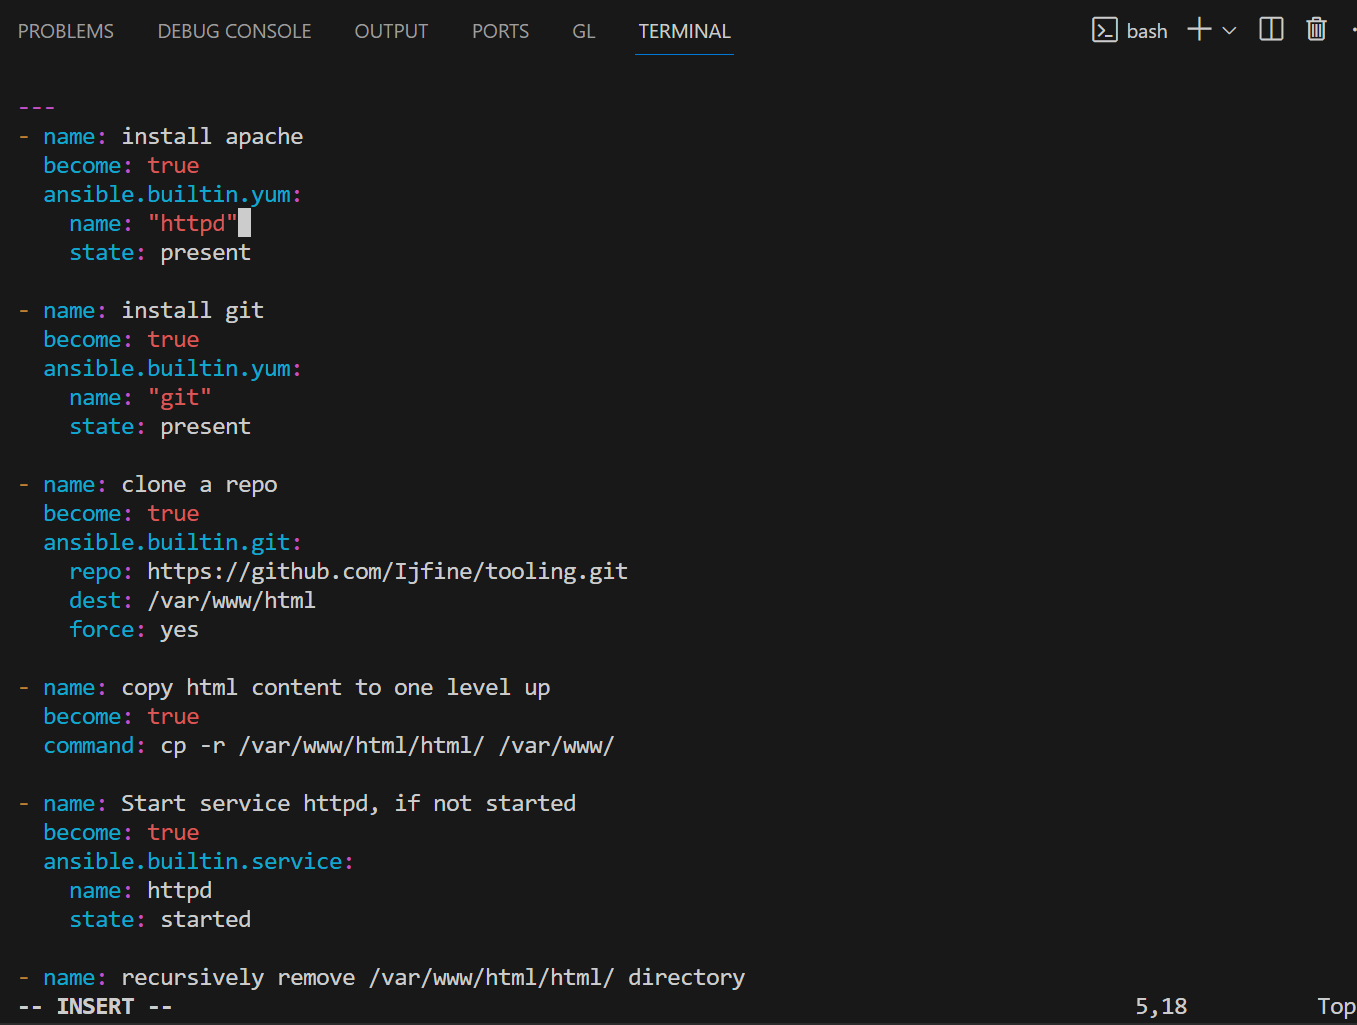 PROBLEMS DEBUG CONSOLE OUTPUT PORTS GL TERMINAL bash
---
- name: install apache
  become: true
  ansible.builtin.yum:
    name: "httpd"
    state: present

- name: install git
  become: true
  ansible.builtin.yum:
    name: "git"
    state: present

- name: clone a repo
  become: true
  ansible.builtin.git:
    repo: https://github.com/Ijfine/tooling.git
    dest: /var/www/html
    force: yes

- name: copy html content to one level up
  become: true
  command: cp -r /var/www/html/html/ /var/www/

- name: Start service httpd, if not started
  become: true
  ansible.builtin.service:
    name: httpd
    state: started

- name: recursively remove /var/www/html/html/ directory
-- INSERT -- 5,18 Top